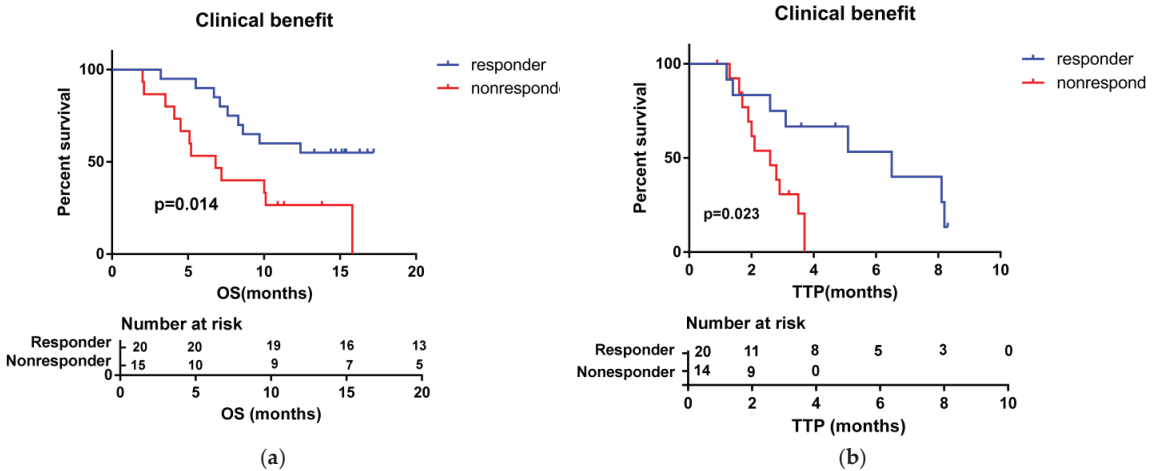 Clinical benefit
responder
nonresponde
Percent survival
100
50
0
p=0.014
0 5 10 15 20
OS(months)
Number at risk
Responder 20 20 19 16 13
Nonresponder 15 10 9 7 5
0
0 5 10 15 20
OS (months)
(a)
Clinical benefit
responder
nonrespond
Percent survival
100
50
0
p=0.023
0 2 4 6 8 10
TTP(months)
Number at risk
Responder 20 11 8 5 3 0
Nonesponder 14 9 0
0 2 4 6 8 10
TTP (months)
(b)